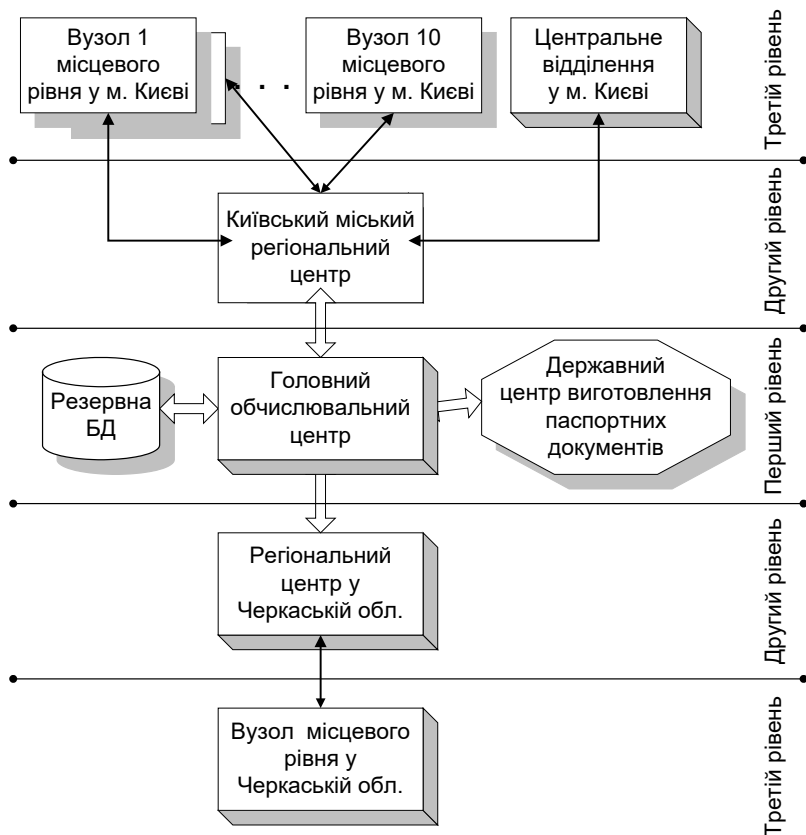 Вузол 1
місцевого
рівня у м. Києві
. . .
Вузол 10
місцевого
рівня у м. Києві
Центральне
відділення
у м. Києві
Третій рівень
Київський міський
регіональний
центр
Другий рівень
Резервна
БД
Головний
обчислювальний
центр
Державний
центр виготовлення
паспортних
документів
Перший рівень
Регіональний
центр у
Черкаській обл.
Другий рівень
Вузол місцевого
рівня у
Черкаській обл.
Третій рівень